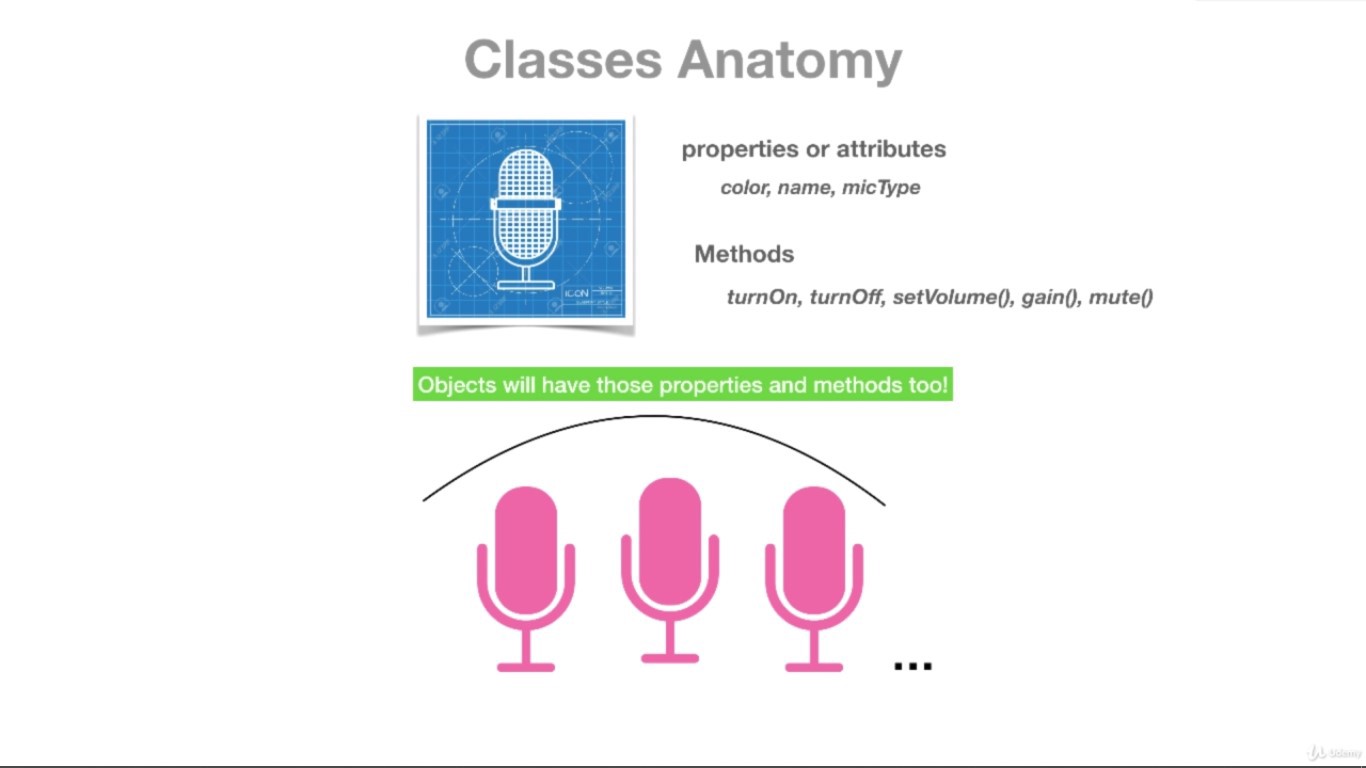 Classes Anatomy
properties or attributes
color, name, micType
Methods
turnOn, turnOff, setVolume(), gain(), mute()
ICON
Objects will have those properties and methods too!
...
Udemy